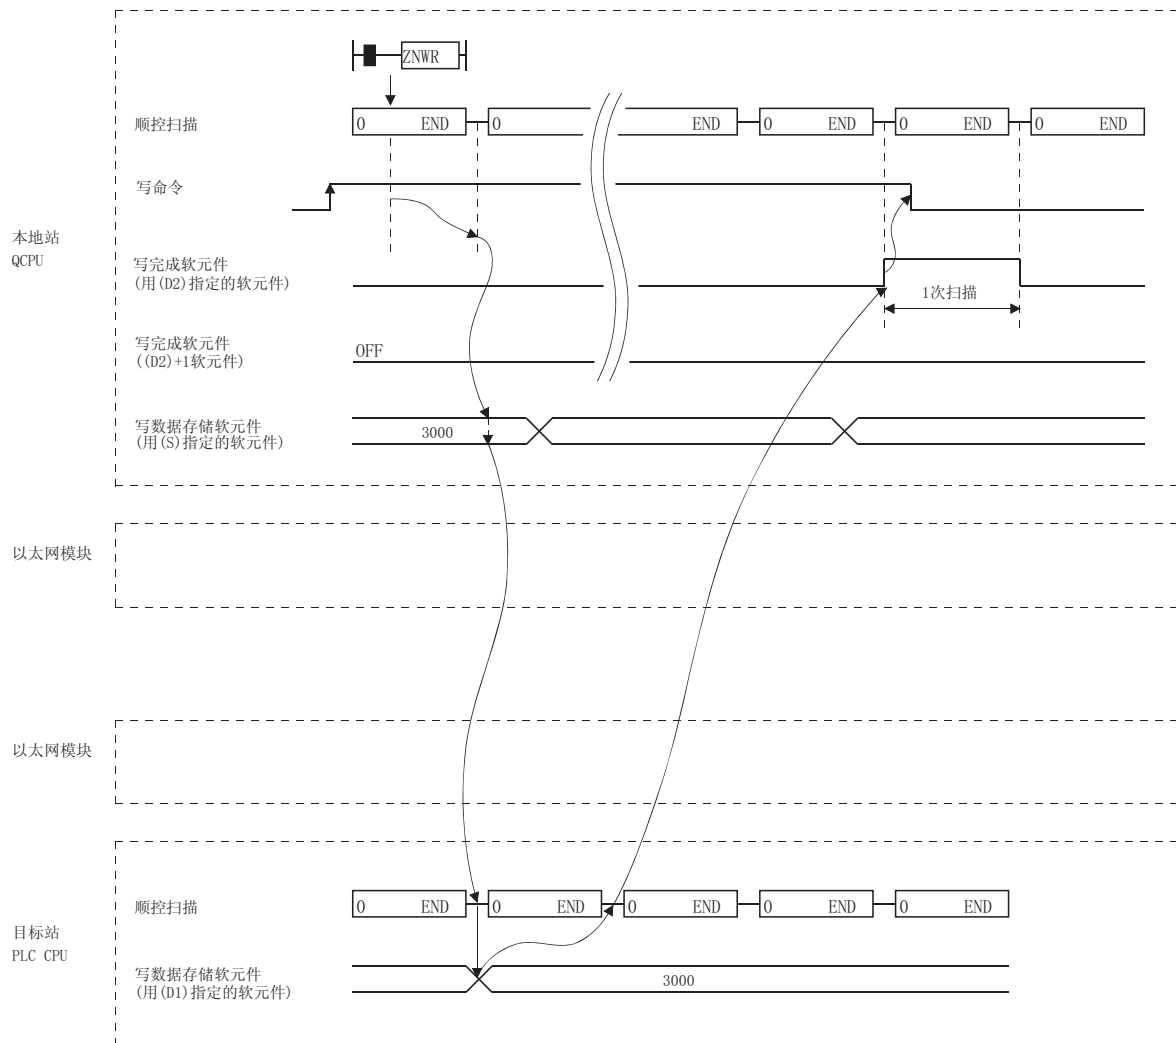 ZNWR
顺控扫描
0 END 0 END 0 END 0 END 0 END
写命令
本地站
QCPU
写完成软元件
(用(D2)指定的软元件)
1次扫描
写完成软元件
((D2)+1软元件)
OFF
写数据存储软元件
(用(S)指定的软元件)
3000
以太网模块
以太网模块
顺控扫描
0 END 0 END 0 END 0 END 0 END
目标站
PLC CPU
写数据存储软元件
(用(D1)指定的软元件)
3000